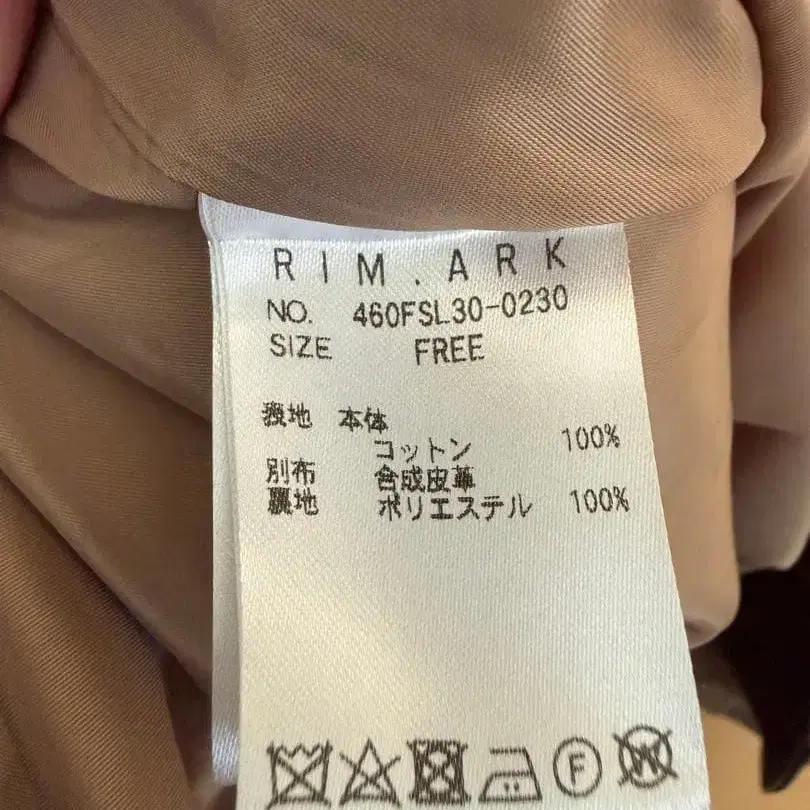 RIM.ARK
NO. 460FSL30-0230
SIZE FREE
表地 本体
コットン 100%
別布 合成皮革
裏地 ポリエステル 100%
F
W